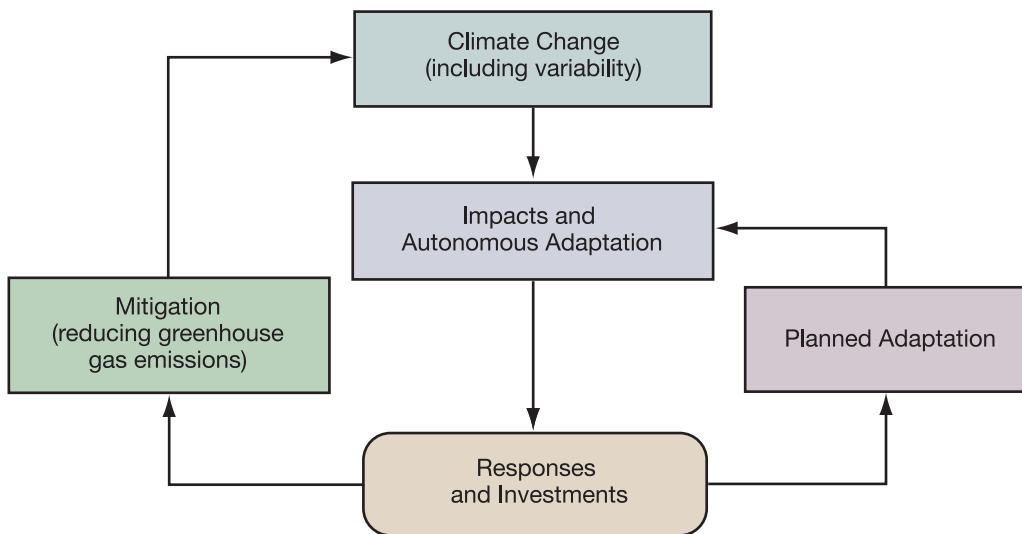 Climate Change
(including variability)
Impacts and
Autonomous Adaptation
Mitigation
(reducing greenhouse
gas emissions)
Planned Adaptation
Responses
and Investments